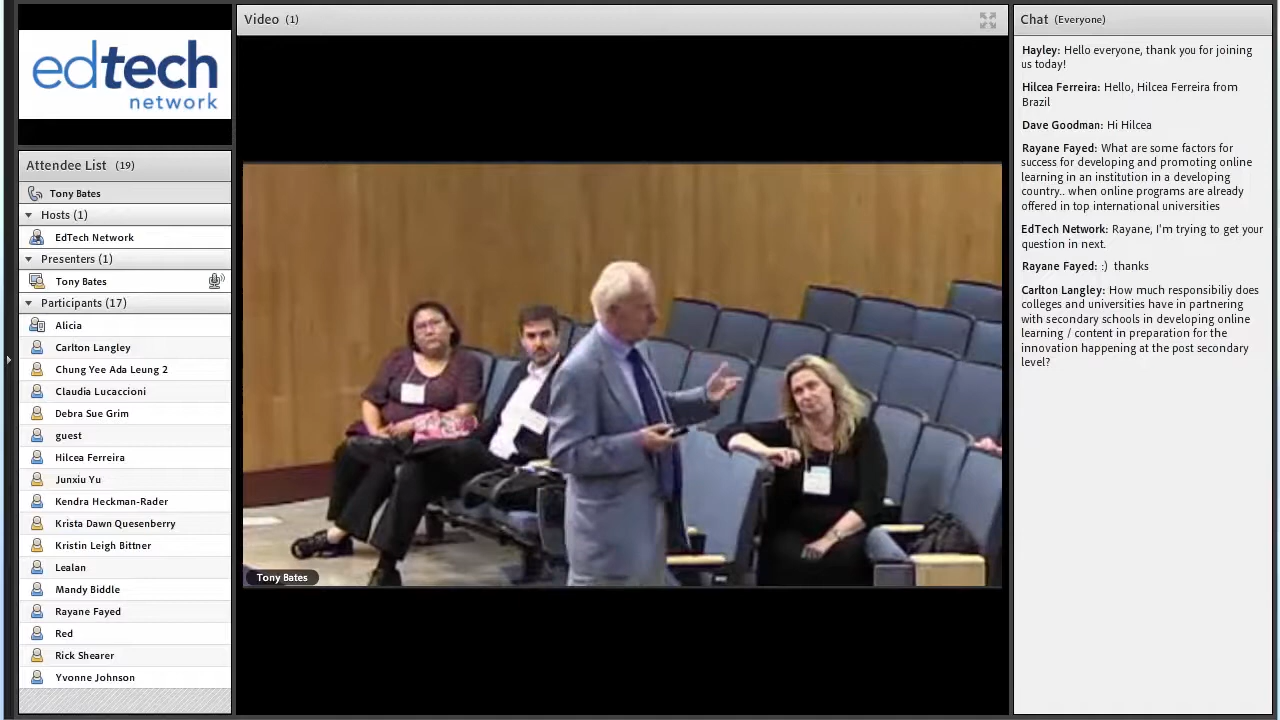 edtech
network
Attendee List (19)
Tony Bates
Hosts (1)
EdTech Network
Presenters (1)
Tony Bates
Participants (17)
Alicia
Carlton Langley
Chung Yee Ada Leung 2
Claudia Lucaccioni
Debra Sue Grim
guest
Hilcea Ferreira
Junxiu Yu
Kendra Heckman-Rader
Krista Dawn Quesenberry
Kristin Leigh Bittner
Lealan
Mandy Biddle
Rayane Fayed
Red
Rick Shearer
Yvonne Johnson
Video (1)
Tony Bates
Chat (Everyone)
Hayley: Hello everyone, thank you for joining
us today!
Hilcea Ferreira: Hello, Hilcea Ferreira from
Brazil
Dave Goodman: Hi Hilcea
Rayane Fayed: What are some factors for
success for developing and promoting online
learning in an institution in a developing
country.. when online programs are already
offered in top international universities
EdTech Network: Rayane, I'm trying to get your
question in next.
Rayane Fayed: :) thanks
Carlton Langley: How much responsibiliy does
colleges and universities have in partnering
with secondary schools in developing online
learning / content in preparation for the
innovation happening at the post secondary
level?